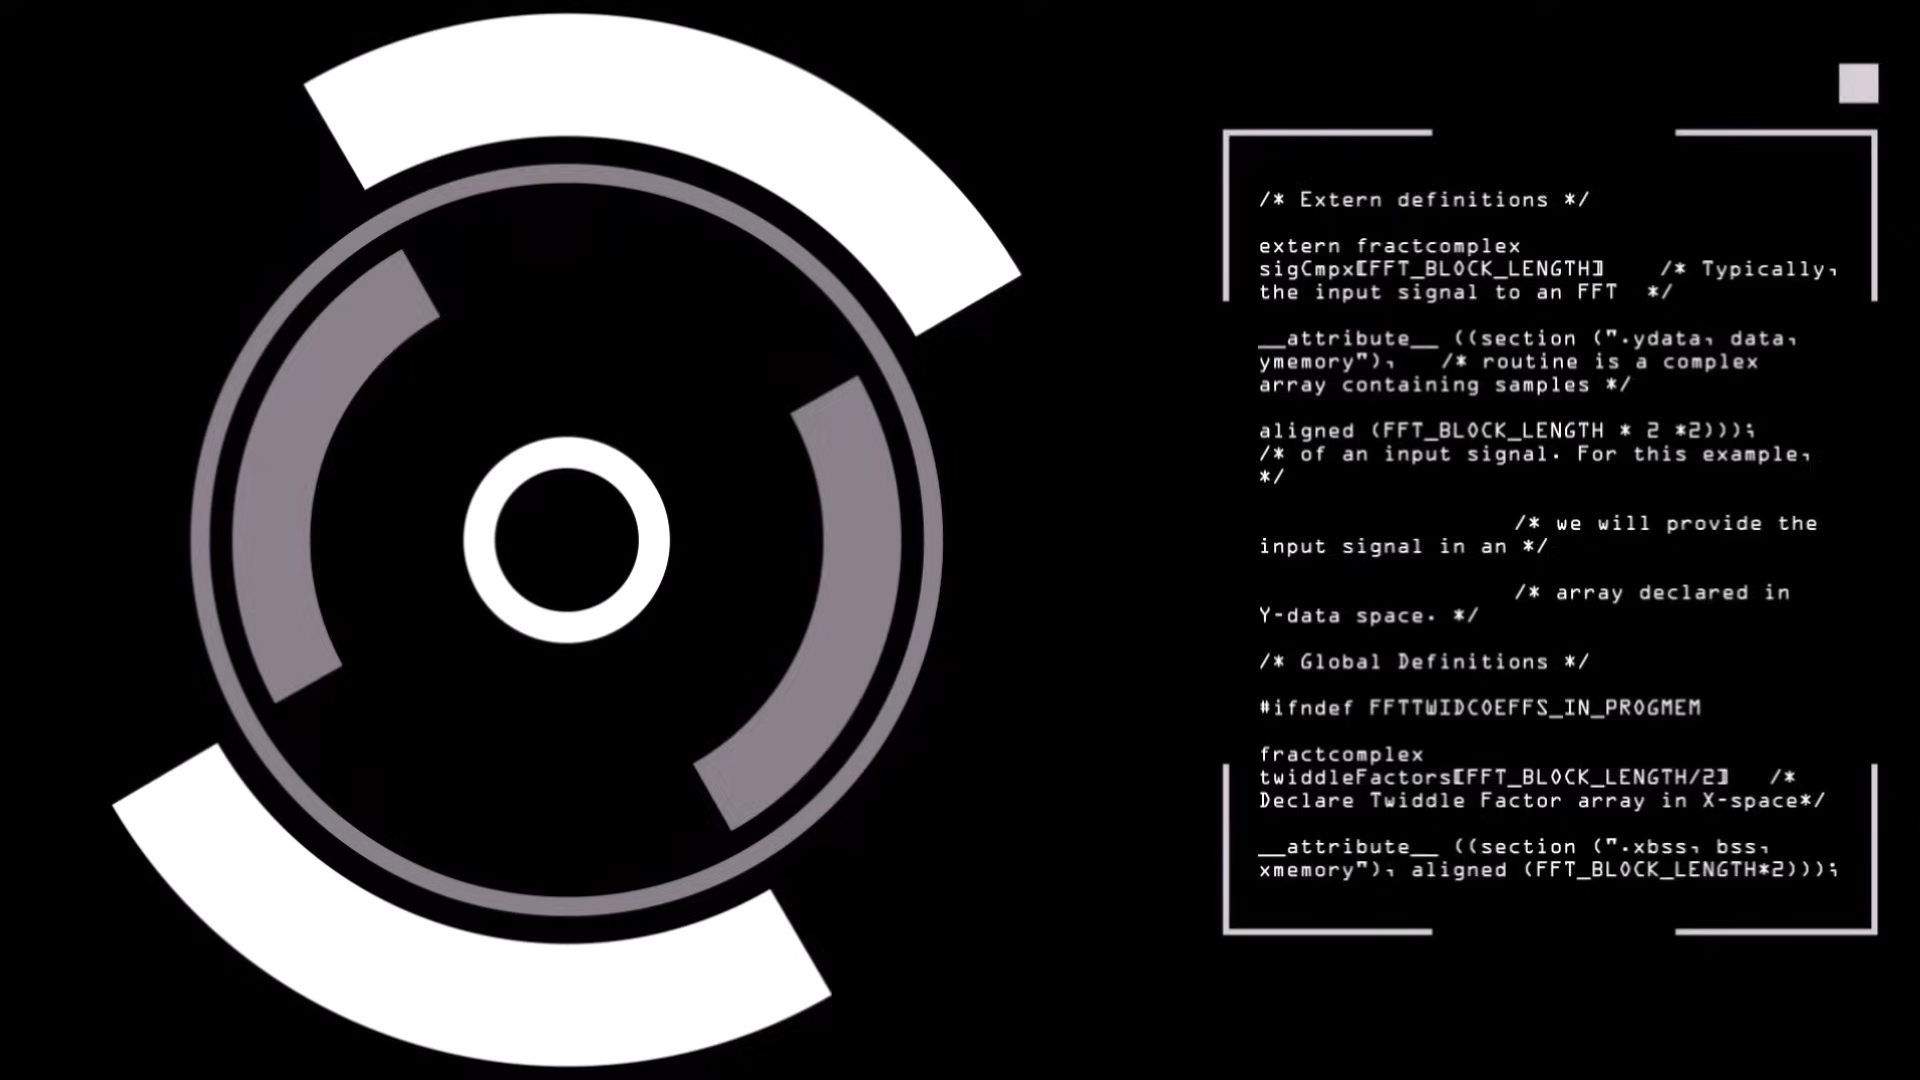 /* Extern definitions */
extern fractcomplex
sigCmpx[FFT_BLOCK_LENGTH]    /* Typically,
the input signal to an FFT  */
__attribute__ ((section (".ydata, data,
ymemory"),   /* routine is a complex
array containing samples */
aligned (FFT_BLOCK_LENGTH * 2 *2)));
/* of an input signal. For this example,
*/
/* we will provide the
input signal in an */
/* array declared in
Y-data space. */
/* Global Definitions */
#ifndef FFTTWIDCOEFFS_IN_PROGMEM
fractcomplex
twiddleFactors[FFT_BLOCK_LENGTH/2]   /*
Declare Twiddle Factor array in X-space*/
__attribute__ ((section (".xbss, bss,
xmemory"), aligned (FFT_BLOCK_LENGTH*2)));